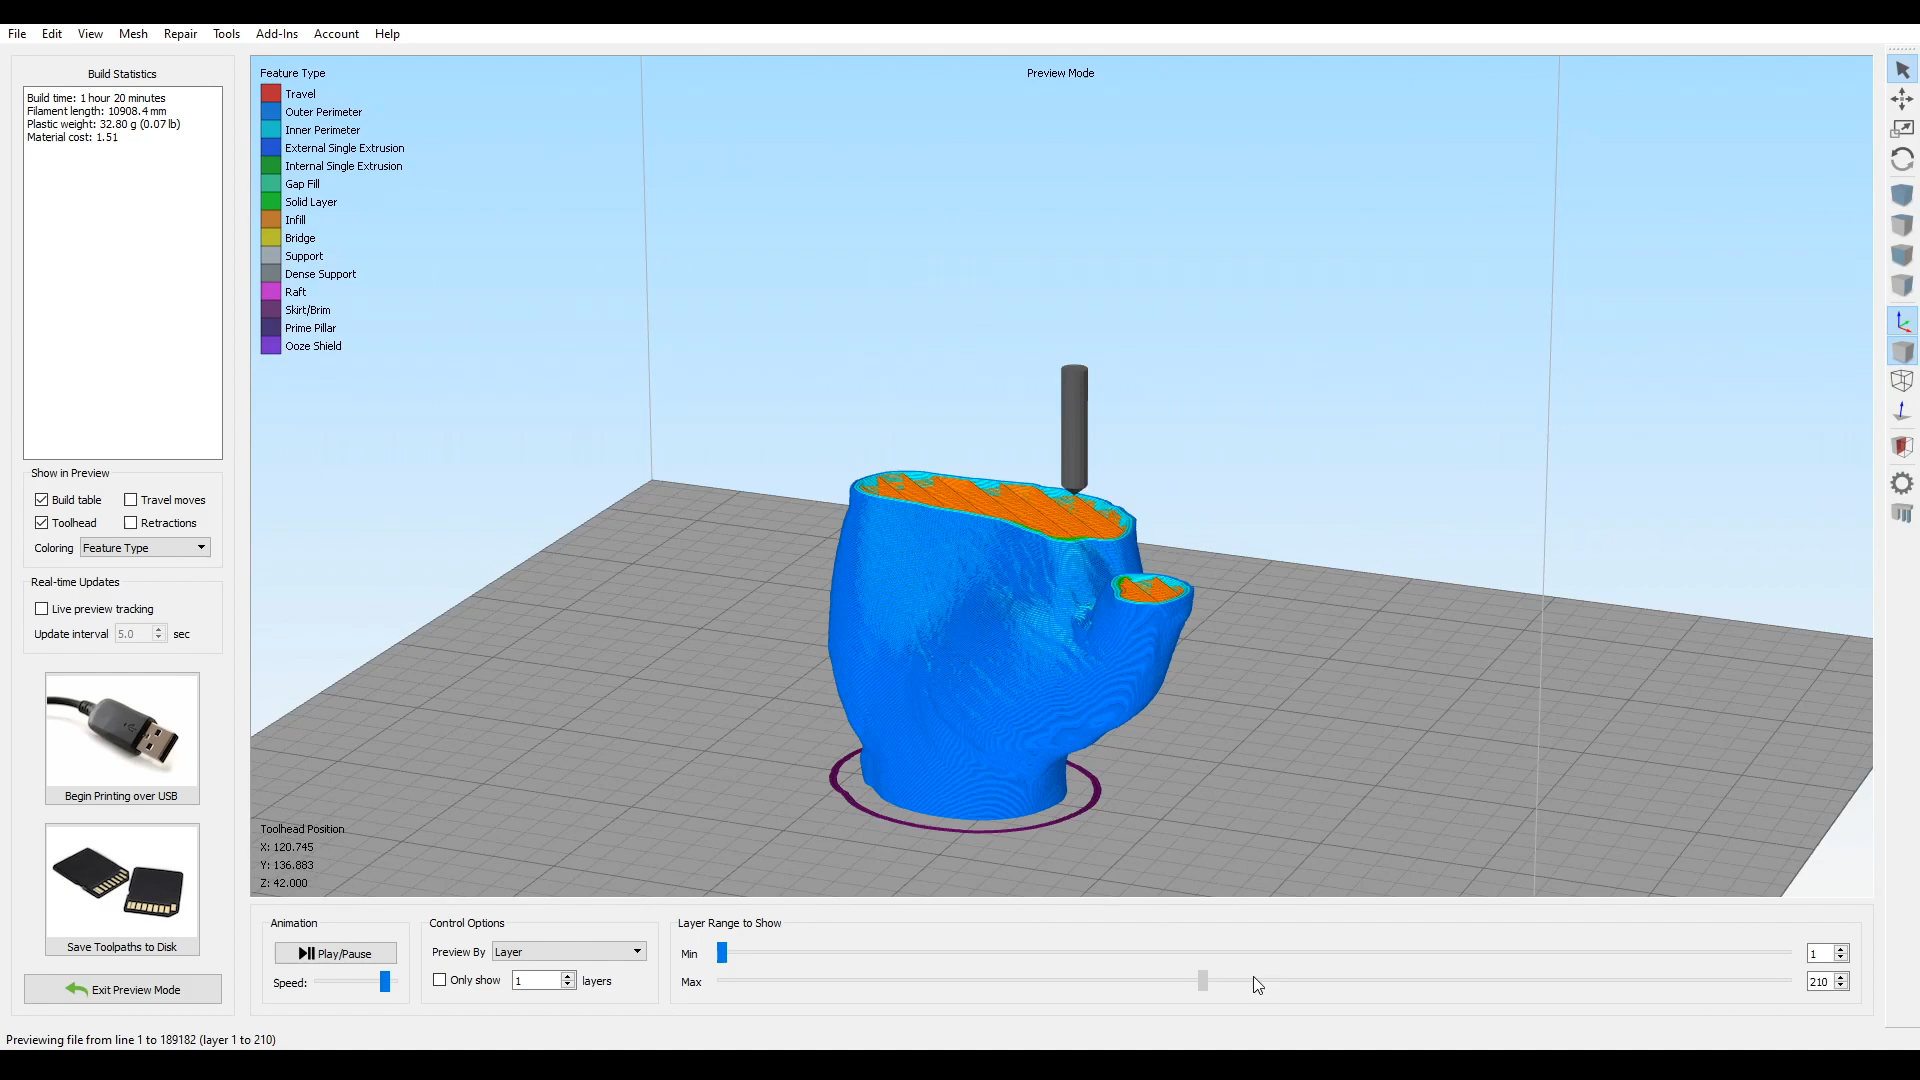 File Edit View Mesh Repair Tools Add-Ins Account Help
Build Statistics
Build time: 1 hour 20 minutes
Filament length: 10908.4 mm
Plastic weight: 32.80 g (0.07 lb)
Material cost: 1.51
Show in Preview
Build table Travel moves
Toolhead Retractions
Coloring Feature Type
Real-time Updates
Live preview tracking
Update interval 5.0 sec
Begin Printing over USB
Save Toolpaths to Disk
Exit Preview Mode
Feature Type
Travel
Outer Perimeter
Inner Perimeter
External Single Extrusion
Internal Single Extrusion
Gap Fill
Solid Layer
Infill
Bridge
Support
Dense Support
Raft
Skirt/Brim
Prime Pillar
Ooze Shield
Preview Mode
Toolhead Position
X: 120.745
Y: 136.883
Z: 42.000
Animation
Play/Pause
Speed:
Control Options
Preview By Layer
Only show 1 layers
Layer Range to Show
Min 1
Max 210
Previewing file from line 1 to 189182 (layer 1 to 210)